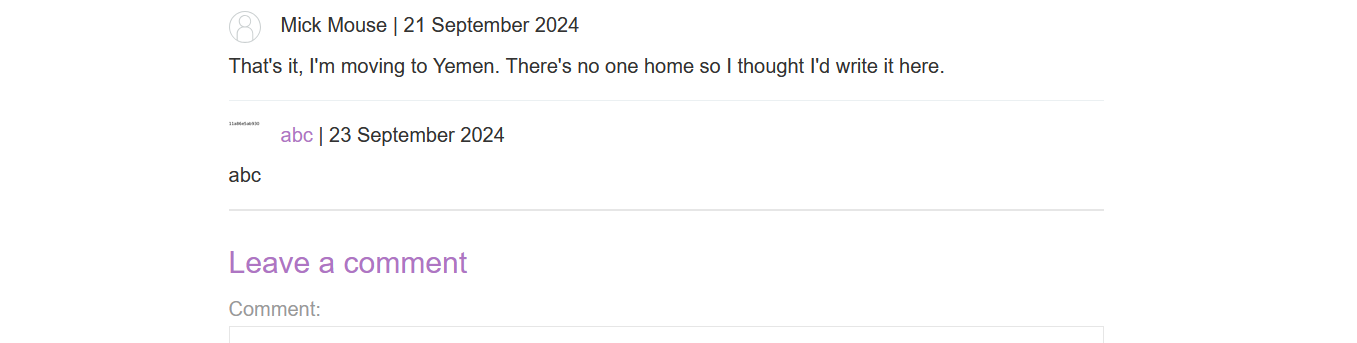 Mick Mouse | 21 September 2024
That's it, I'm moving to Yemen. There's no one home so I thought I'd write it here.
abc | 23 September 2024
abc
Leave a comment
Comment: